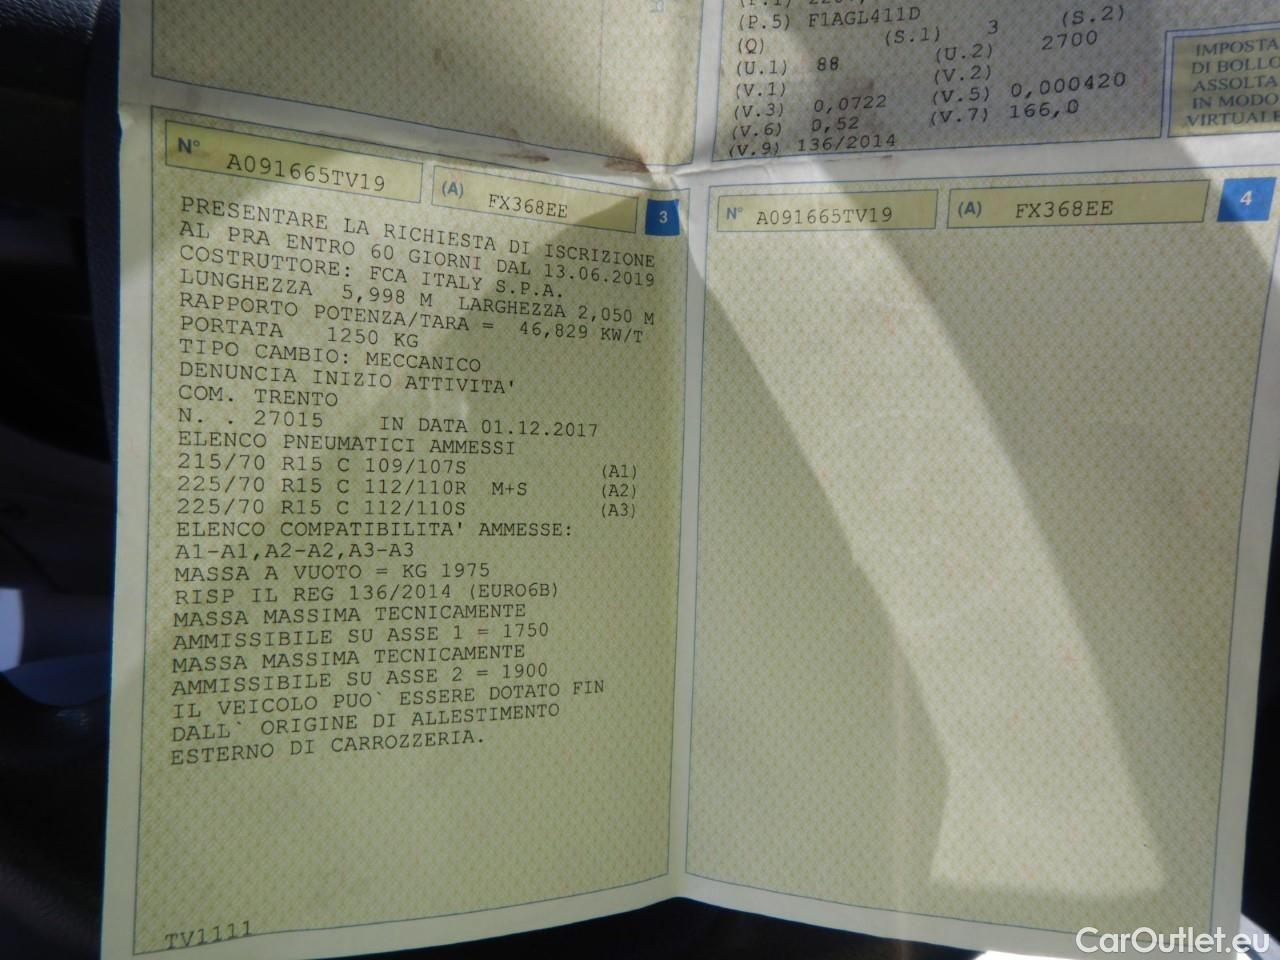 (P.5) F1AGL411D
(Q) (S.1) 3 (S.2)
(U.1) 88 (U.2) 2700
(V.1) (V.2)
(V.3) 0,0722 (V.5) 0,000420
(V.6) 0,52 (V.7) 166,0
(V.9) 136/2014
IMPOSTA
DI BOLLO
ASSOLTA
IN MODO
VIRTUALE
N° A091665TV19 (A) FX368EE 3
PRESENTARE LA RICHIESTA DI ISCRIZIONE
AL PRA ENTRO 60 GIORNI DAL 13.06.2019
COSTRUTTORE: FCA ITALY S.P.A.
LUNGHEZZA 5,998 M LARGHEZZA 2,050 M
RAPPORTO POTENZA/TARA = 46,829 KW/T
PORTATA 1250 KG
TIPO CAMBIO: MECCANICO
DENUNCIA INIZIO ATTIVITA'
COM. TRENTO
N. . 27015 IN DATA 01.12.2017
ELENCO PNEUMATICI AMMESSI
215/70 R15 C 109/107S (A1)
225/70 R15 C 112/110R M+S (A2)
225/70 R15 C 112/110S (A3)
ELENCO COMPATIBILITA' AMMESSE:
A1-A1,A2-A2,A3-A3
MASSA A VUOTO = KG 1975
RISP IL REG 136/2014 (EURO6B)
MASSA MASSIMA TECNICAMENTE
AMMISSIBILE SU ASSE 1 = 1750
MASSA MASSIMA TECNICAMENTE
AMMISSIBILE SU ASSE 2 = 1900
IL VEICOLO PUO` ESSERE DOTATO FIN
DALL` ORIGINE DI ALLESTIMENTO
ESTERNO DI CARROZZERIA.
TV1111
N° A091665TV19 (A) FX368EE 4
CarOutlet.eu